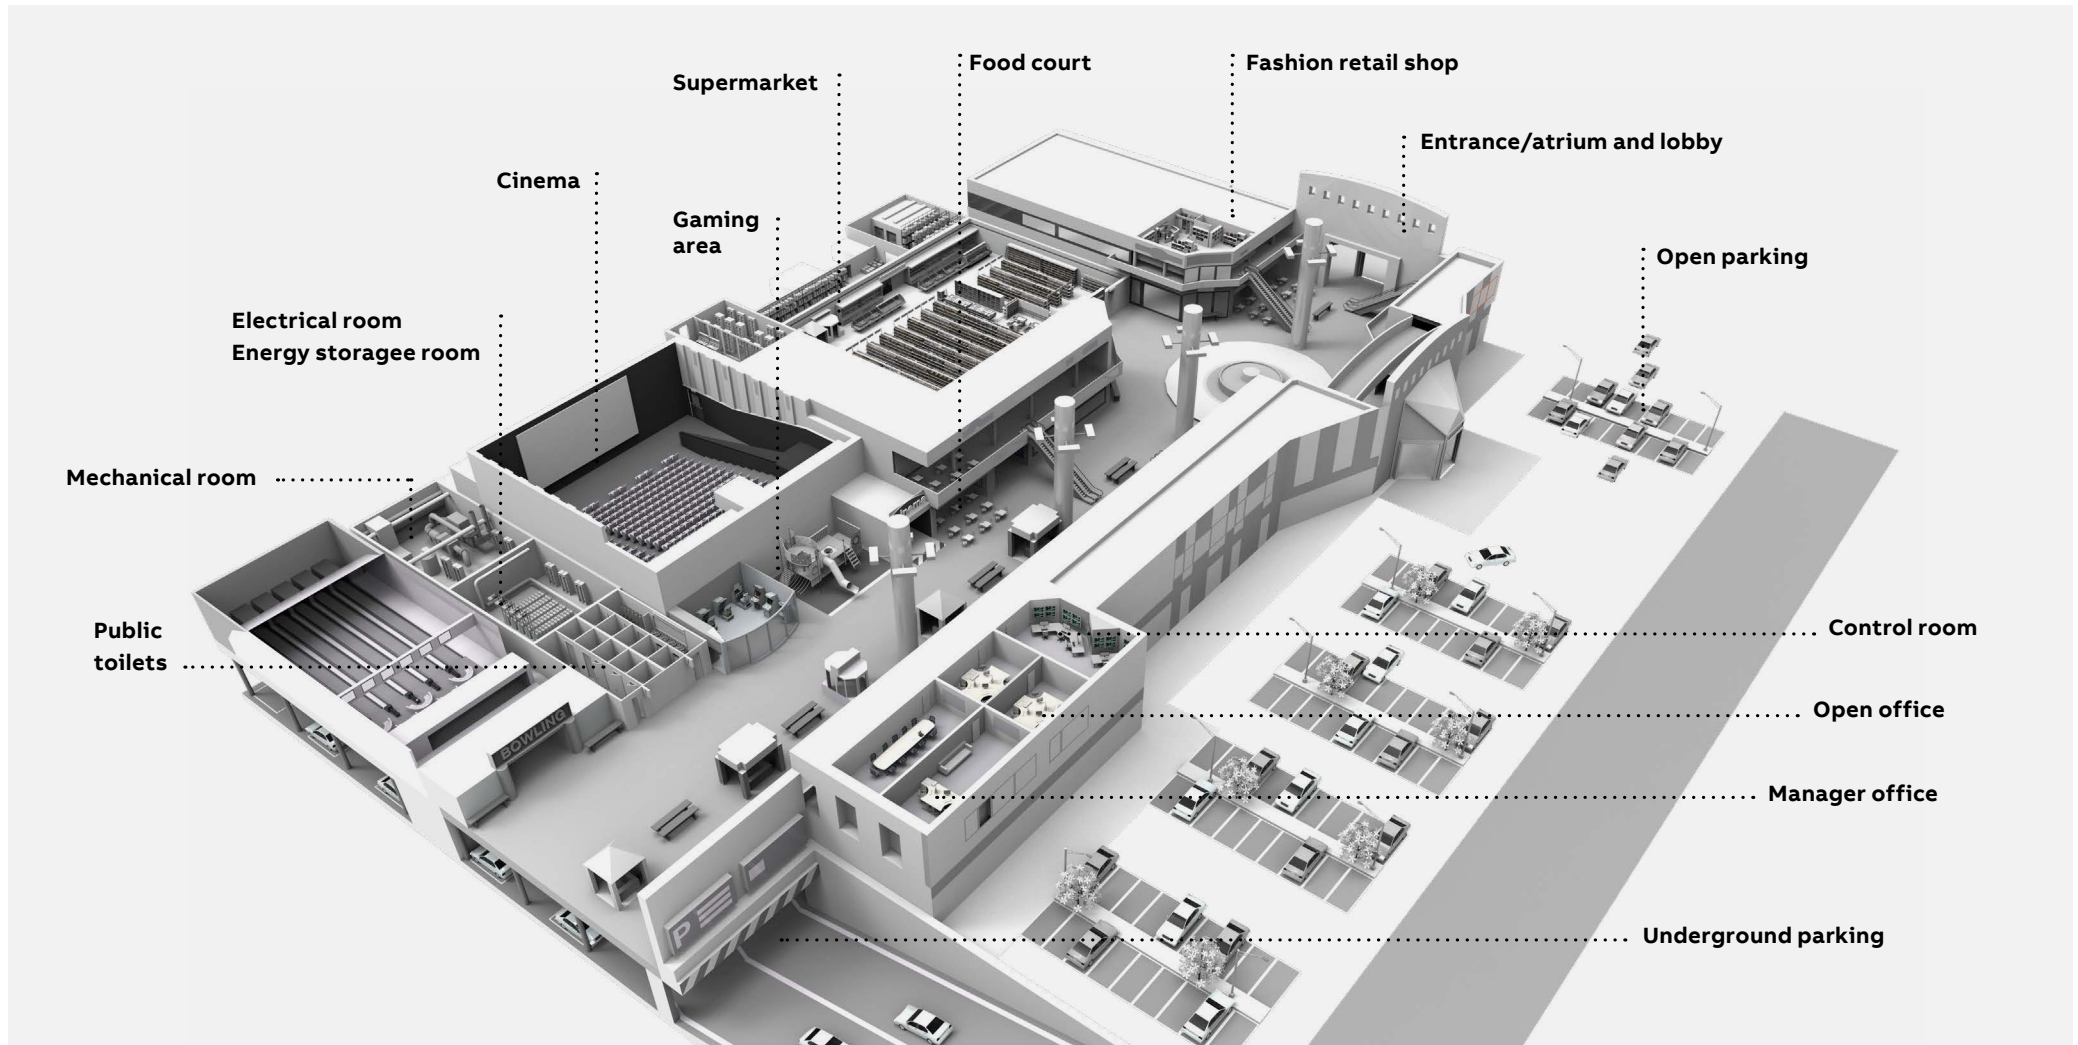 Food court
Fashion retail shop
Supermarket
Entrance/atrium and lobby
Cinema
Gaming
area
Open parking
Electrical room
Energy storagee room
Mechanical room
Public
toilets
Control room
Open office
BOWLING
Manager office
P
Underground parking